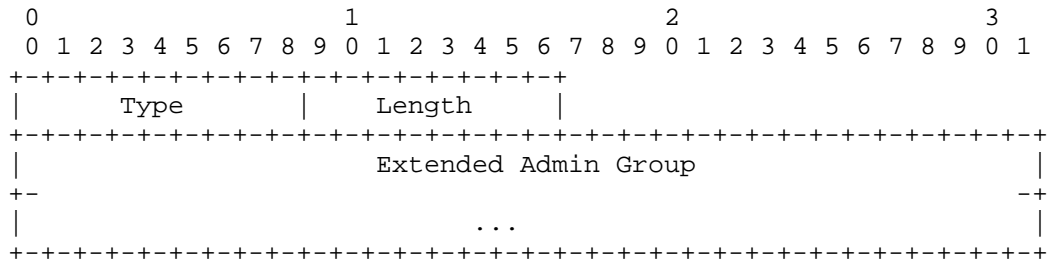 0                   1                   2                   3
 0 1 2 3 4 5 6 7 8 9 0 1 2 3 4 5 6 7 8 9 0 1 2 3 4 5 6 7 8 9 0 1
+-+-+-+-+-+-+-+-+-+-+-+-+-+-+-+-+-+
|      Type       |    Length     |
+-+-+-+-+-+-+-+-+-+-+-+-+-+-+-+-+-+-+-+-+-+-+-+-+-+-+-+-+-+-+-+-+
|                      Extended Admin Group                     |
+-                                                             -+
|                            ...                                |
+-+-+-+-+-+-+-+-+-+-+-+-+-+-+-+-+-+-+-+-+-+-+-+-+-+-+-+-+-+-+-+-+